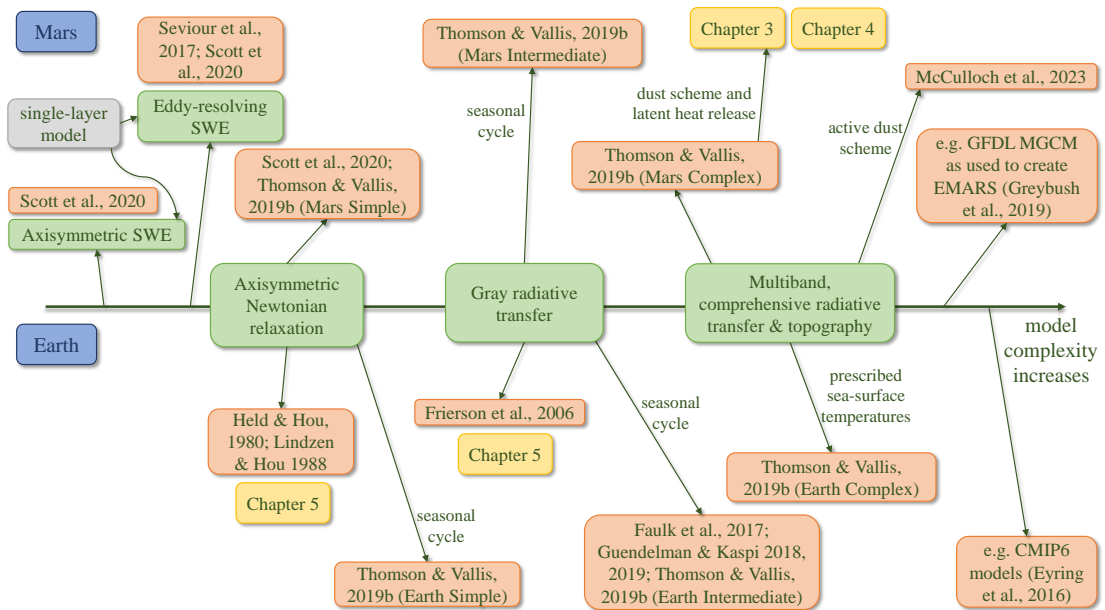 Mars
Seviour et al.,
2017; Scott
et al., 2020
single-layer
model
Eddy-resolving
SWE
Scott et al., 2020
Axisymmetric SWE
Scott et al., 2020;
Thomson & Vallis,
2019b (Mars Simple)
Thomson & Vallis, 2019b
(Mars Intermediate)
seasonal
cycle
Chapter 3
Chapter 4
dust scheme and
latent heat release
Thomson & Vallis,
2019b (Mars Complex)
McCulloch et al., 2023
active dust
scheme
e.g. GFDL MGCM
as used to create
EMARS (Greybush
et al., 2019)
Axisymmetric
Newtonian
relaxation
Gray radiative
transfer
Multiband,
comprehensive radiative
transfer & topography
model
complexity
increases
Earth
Held & Hou,
1980; Lindzen
& Hou 1988
Chapter 5
seasonal
cycle
Thomson & Vallis,
2019b (Earth Simple)
Frierson et al., 2006
Chapter 5
seasonal
cycle
Faulk et al., 2017;
Guendelman & Kaspi 2018,
2019; Thomson & Vallis,
2019b (Earth Intermediate)
prescribed
sea-surface
temperatures
Thomson & Vallis,
2019b (Earth Complex)
e.g. CMIP6
models (Eyring
et al., 2016)